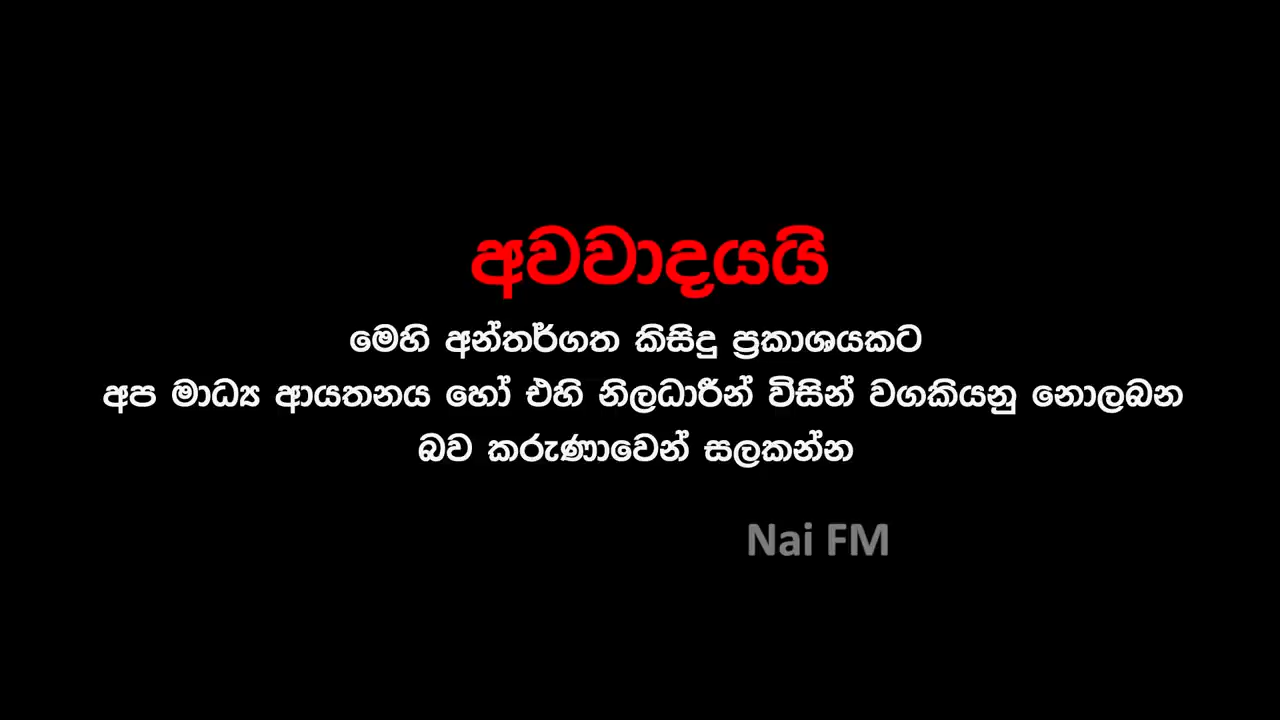 අවවාදයයි
මෙහි අන්තර්ගත කිසිදු ප්‍රකාශයකට
අප මාධ්‍ය ආයතනය හෝ එහි නිලධාරීන් විසින් වගකියනු නොලබන
බව කරුණාවෙන් සලකන්න
Nai FM